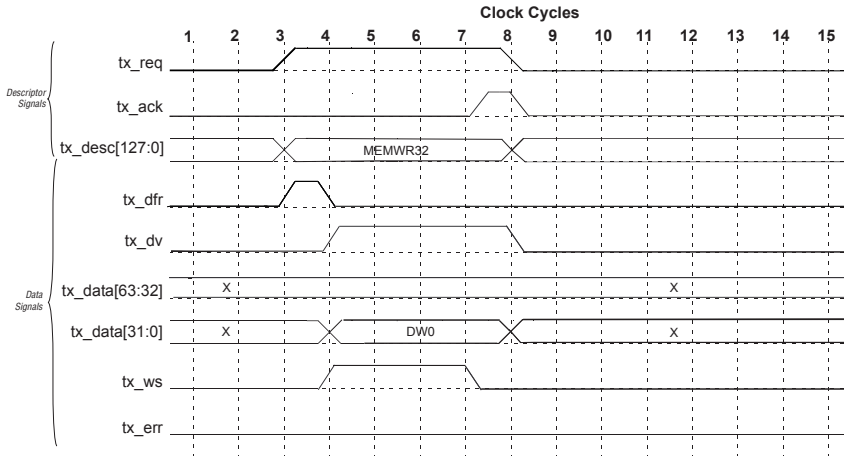 Clock Cycles
1 2 3 4 5 6 7 8 9 10 11 12 13 14 15
tx_req
Descriptor
Signals
tx_ack
tx_desc[127:0] MEMWR32
tx_dfr
tx_dv
Data
Signals
tx_data[63:32] X X
tx_data[31:0] X DW0 X
tx_ws
tx_err